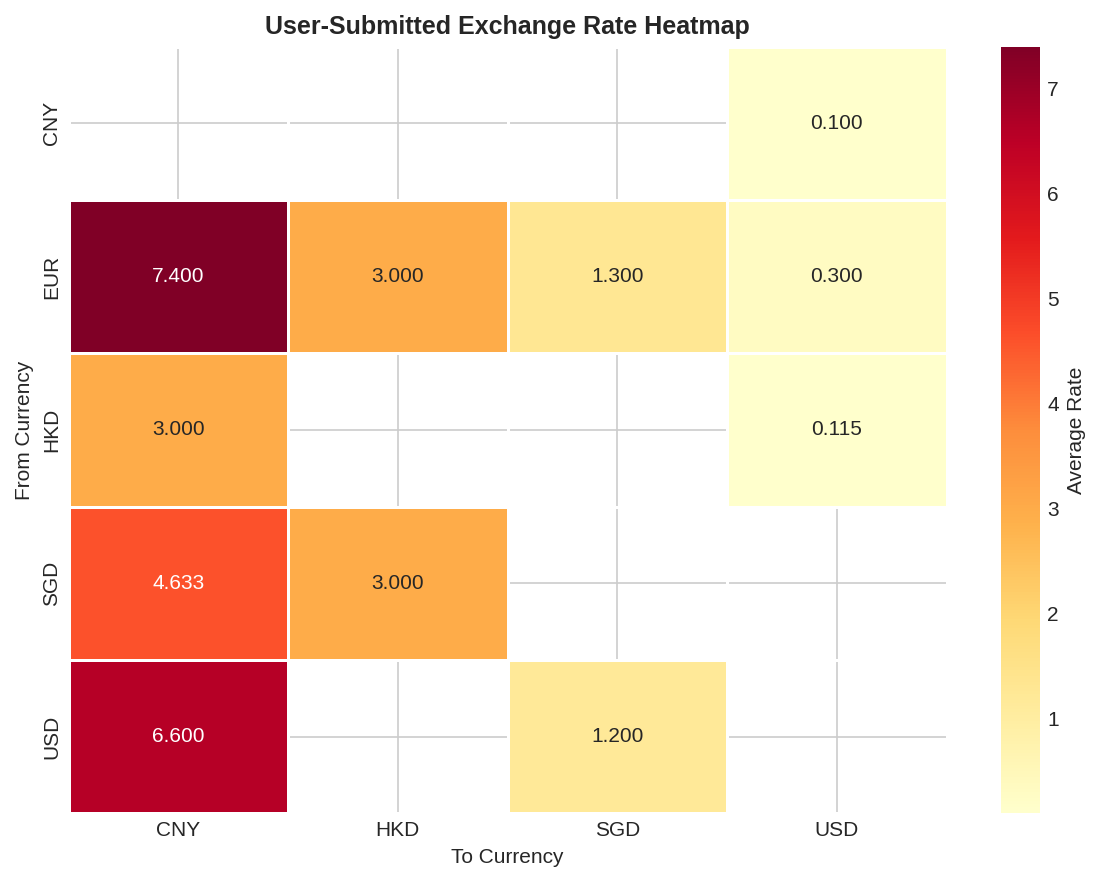 User-Submitted Exchange Rate Heatmap
CNY
0.100
EUR
7.400
3.000
1.300
0.300
HKD
3.000
0.115
SGD
4.633
3.000
USD
6.600
1.200
From Currency
CNY
HKD
SGD
USD
To Currency
7
6
5
4
3
2
1
Average Rate